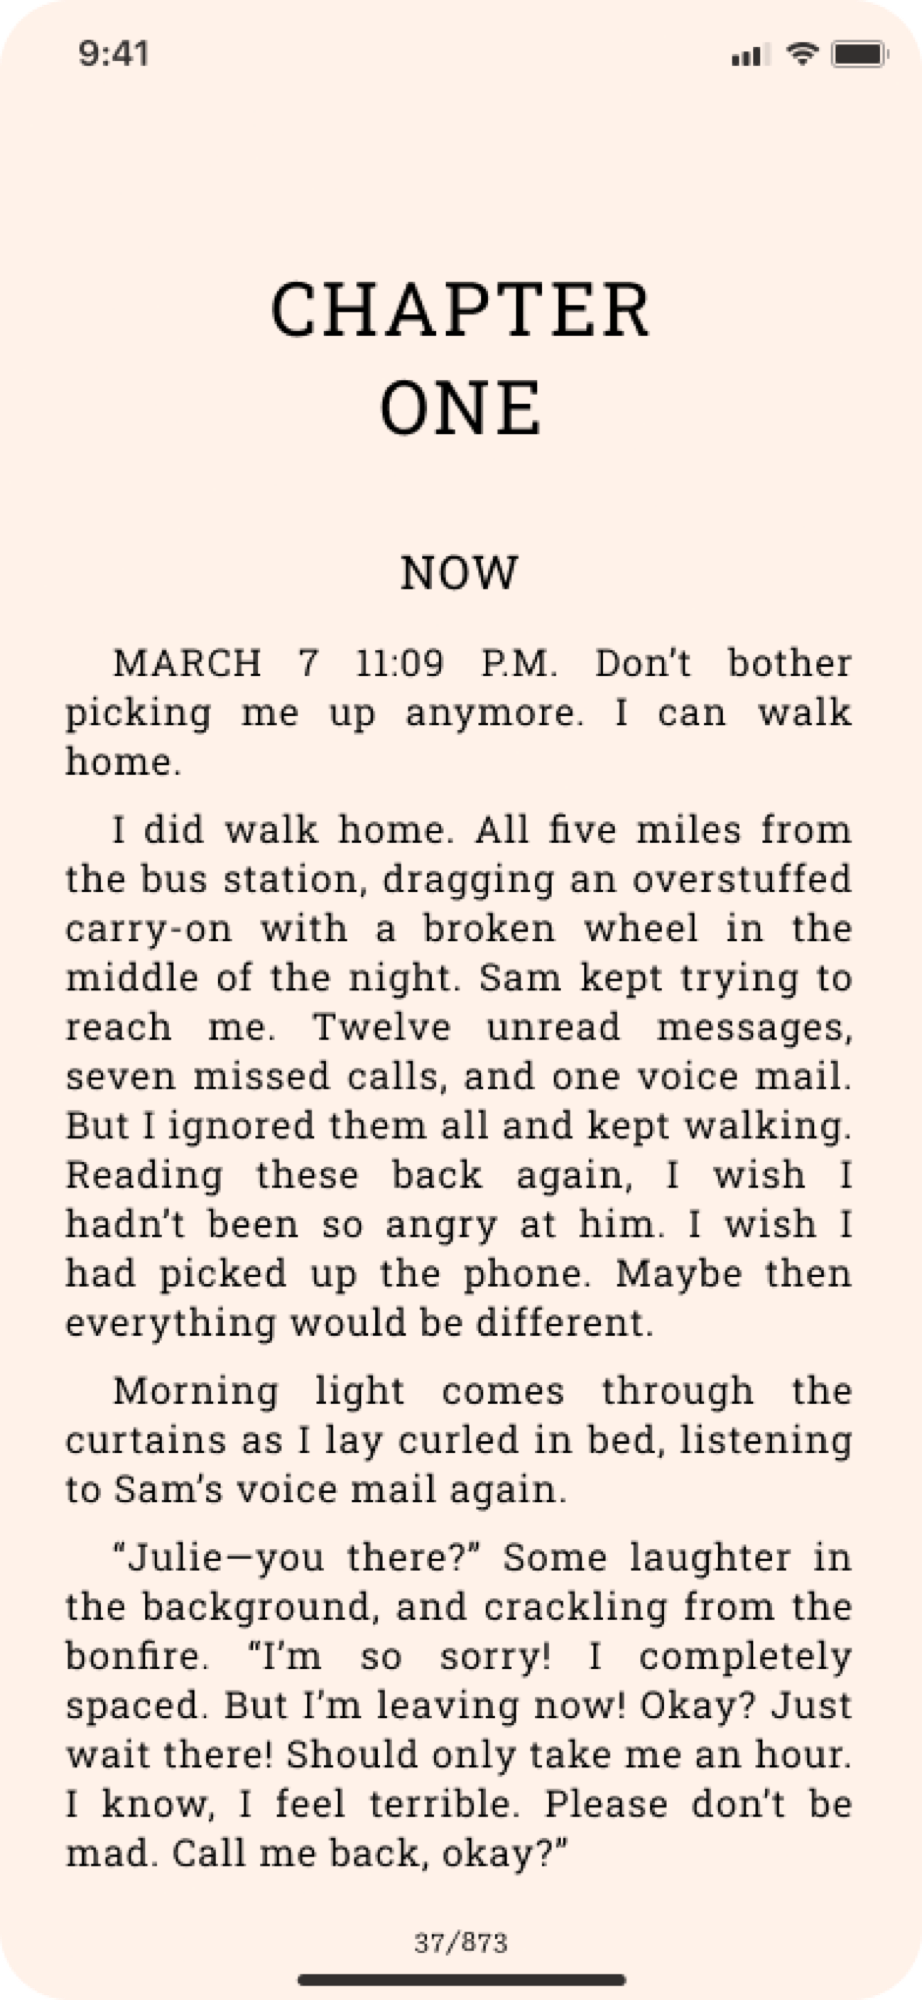 9:41
CHAPTER
ONE
NOW
MARCH 7 11:09 P.M. Don’t bother
picking me up anymore. I can walk
home.
I did walk home. All five miles from
the bus station, dragging an overstuffed
carry-on with a broken wheel in the
middle of the night. Sam kept trying to
reach me. Twelve unread messages,
seven missed calls, and one voice mail.
But I ignored them all and kept walking.
Reading these back again, I wish I
hadn’t been so angry at him. I wish I
had picked up the phone. Maybe then
everything would be different.
Morning light comes through the
curtains as I lay curled in bed, listening
to Sam’s voice mail again.
“Julie—you there?” Some laughter in
the background, and crackling from the
bonfire. “I’m so sorry! I completely
spaced. But I’m leaving now! Okay? Just
wait there! Should only take me an hour.
I know, I feel terrible. Please don’t be
mad. Call me back, okay?”
37/873